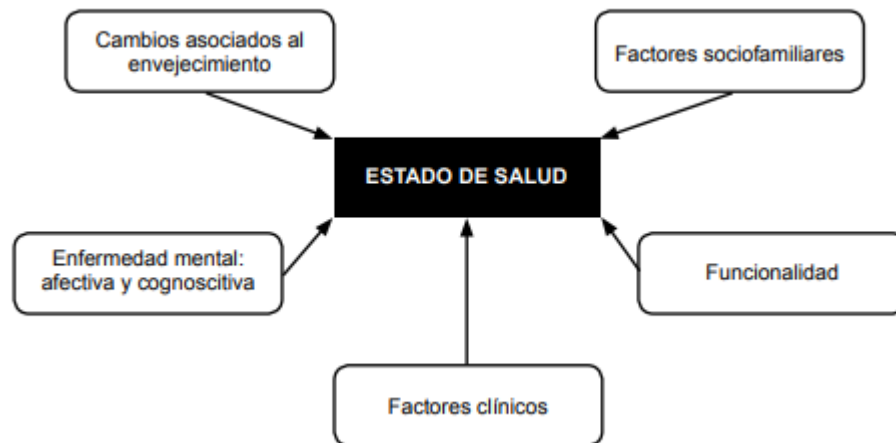 Cambios asociados al
envejecimiento
Factores sociofamiliares
ESTADO DE SALUD
Enfermedad mental:
afectiva y cognoscitiva
Funcionalidad
Factores clínicos